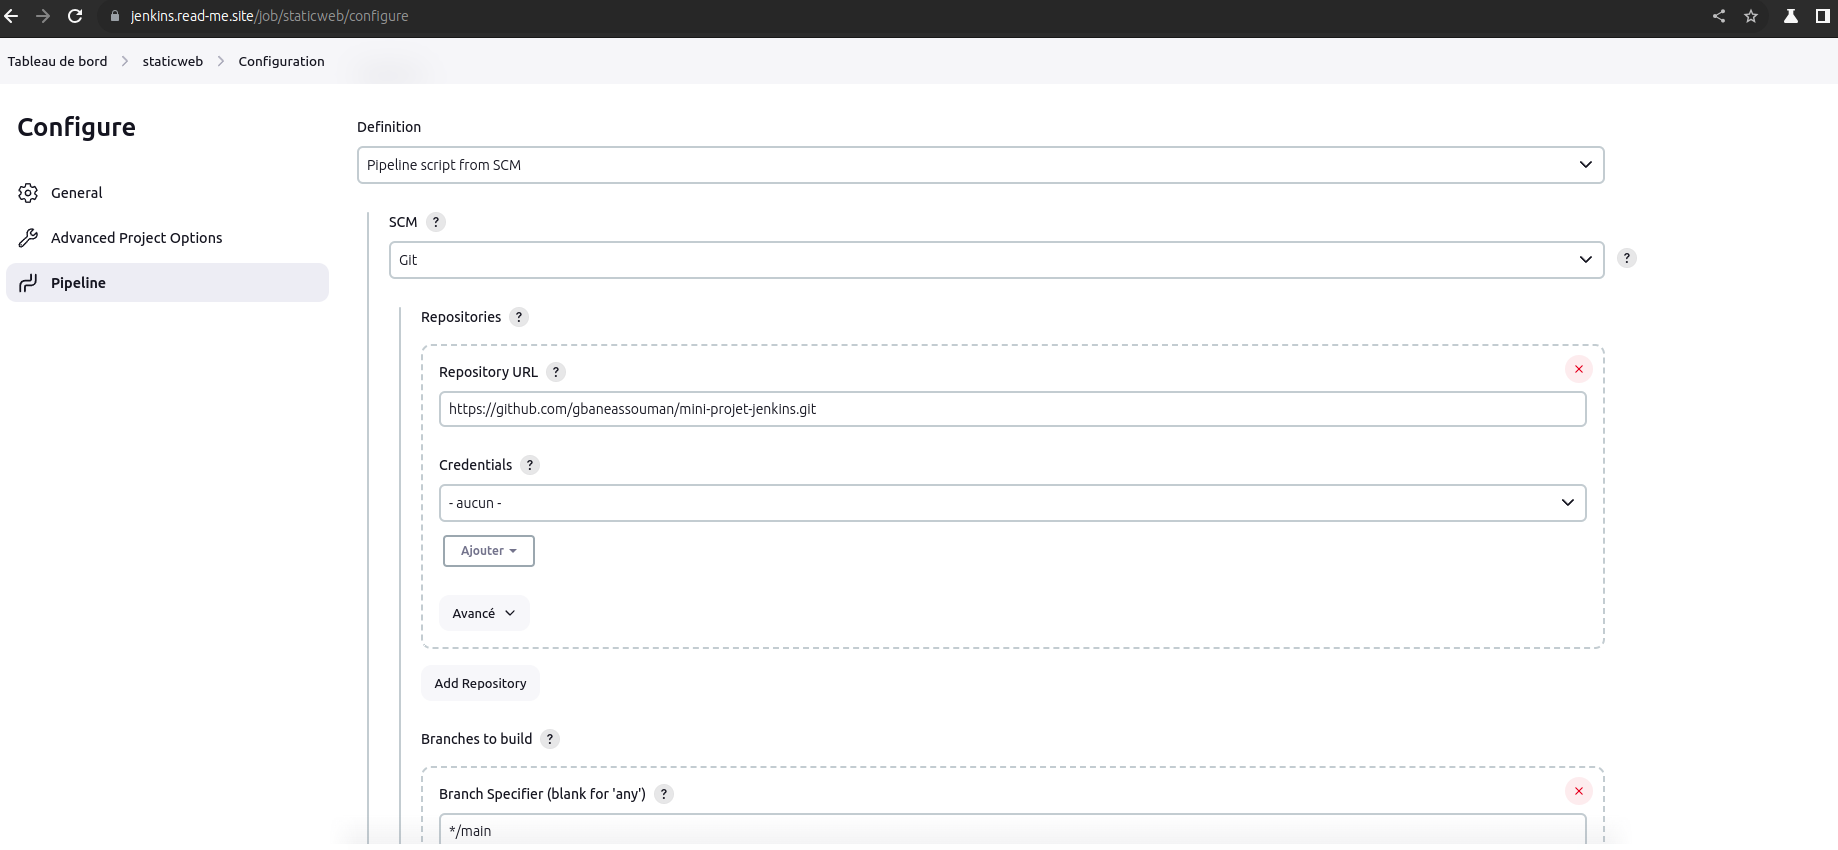 jenkins.read-me.site/job/staticweb/configure
Tableau de bord staticweb Configuration
Configure
General
Advanced Project Options
Pipeline
Definition
Pipeline script from SCM
SCM ?
Git
?
Repositories ?
Repository URL ?
https://github.com/gbaneassouman/mini-projet-jenkins.git
Credentials ?
- aucun -
Ajouter
Avancé
Add Repository
Branches to build ?
Branch Specifier (blank for 'any') ?
*/main